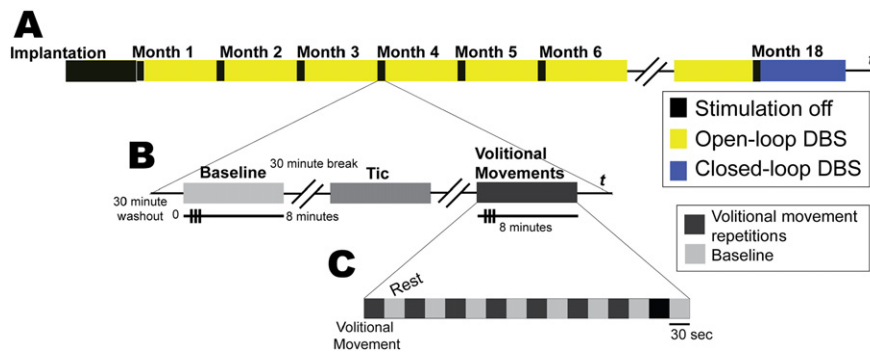 A
Implantation
Month 1
Month 2
Month 3
Month 4
Month 5
Month 6
Month 18
Stimulation off
Open-loop DBS
Closed-loop DBS
B
Baseline
30 minute break
Tic
Volitional
Movements
t
30 minute
washout
0
8 minutes
8 minutes
Volitional movement
repetitions
Baseline
C
Rest
Volitional
Movement
30 sec